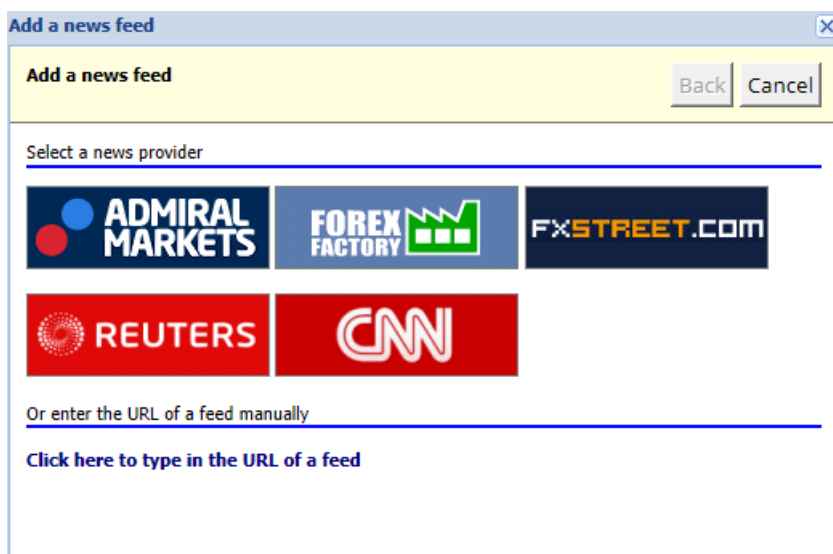 Add a news feed
Add a news feed
Back Cancel
Select a news provider
ADMIRAL
MARKETS
FOREX
FACTORY
FXSTREET.COM
REUTERS
CNN
Or enter the URL of a feed manually
Click here to type in the URL of a feed